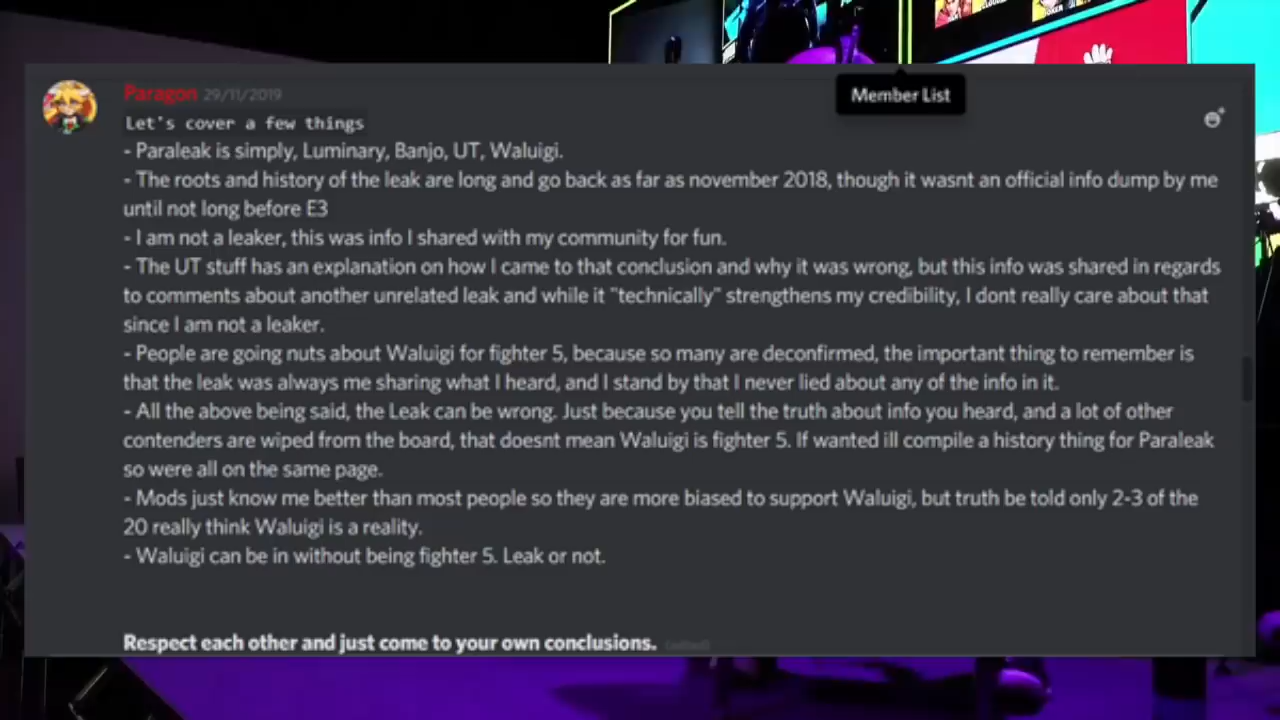 Member List
Paragon 29/11/2019
Let's cover a few things
- Paraleak is simply, Luminary, Banjo, UT, Waluigi.
- The roots and history of the leak are long and go back as far as november 2018, though it wasnt an official info dump by me
until not long before E3
- I am not a leaker, this was info I shared with my community for fun.
- The UT stuff has an explanation on how I came to that conclusion and why it was wrong, but this info was shared in regards
to comments about another unrelated leak and while it "technically" strengthens my credibility, I dont really care about that
since I am not a leaker.
- People are going nuts about Waluigi for fighter 5, because so many are deconfirmed, the important thing to remember is
that the leak was always me sharing what I heard, and I stand by that I never lied about any of the info in it.
- All the above being said, the Leak can be wrong. Just because you tell the truth about info you heard, and a lot of other
contenders are wiped from the board, that doesnt mean Waluigi is fighter 5. If wanted ill compile a history thing for Paraleak
so were all on the same page.
- Mods just know me better than most people so they are more biased to support Waluigi, but truth be told only 2-3 of the
20 really think Waluigi is a reality.
- Waluigi can be in without being fighter 5. Leak or not.
Respect each other and just come to your own conclusions. (edited)